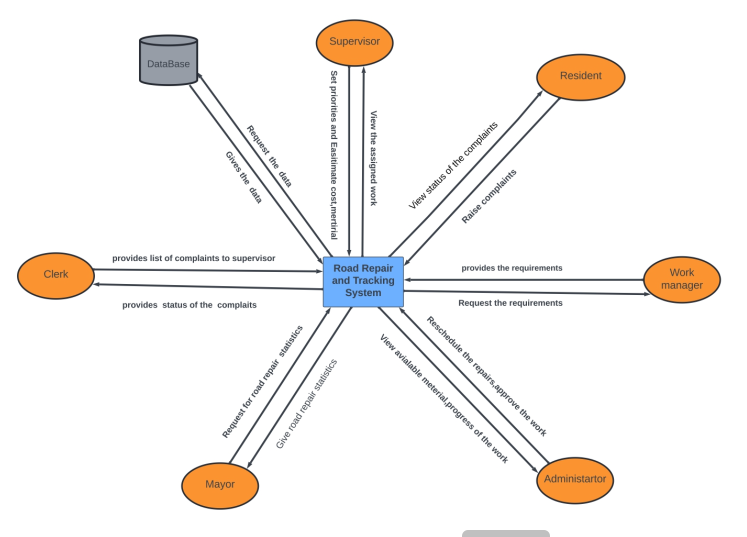 Supervisor
DataBase
Resident
Request the data
Gives the data
Set priorities and Easitimate cost,mertirial
View the assigned work
View status of the complaints
Raise complaints
Clerk
provides list of complaints to supervisor
provides status of the complaits
Road Repair
and Tracking
System
provides the requirements
Request the requirements
Work
manager
Request for road repair statistics
Give road repair statistics
View avialable meterial,progress of the work
Reschedule the repairs,approve the work
Mayor
Administartor